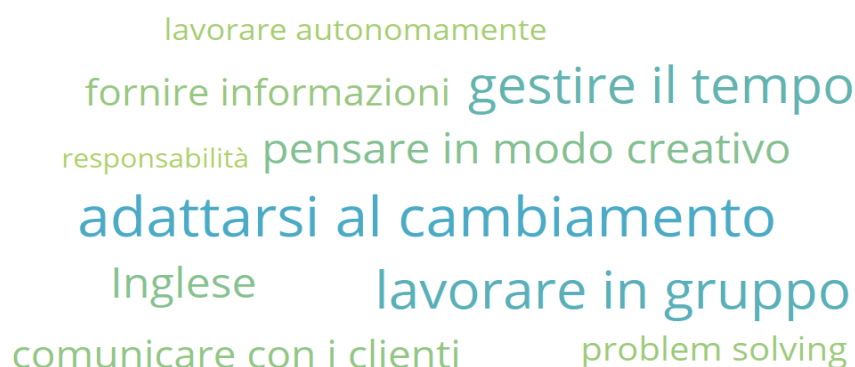 lavorare autonomamente
fornire informazioni gestire il tempo
responsabilità pensare in modo creativo
adattarsi al cambiamento
Inglese lavorare in gruppo
comunicare con i clienti problem solving